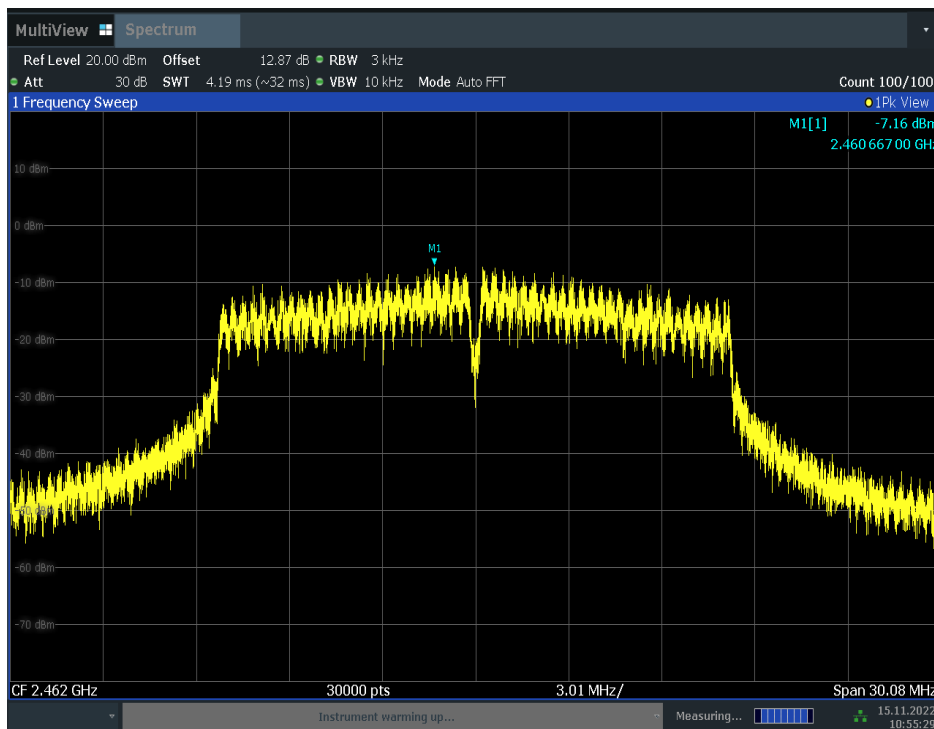 MultiView Spectrum
Ref Level 20.00 dBm Offset 12.87 dB RBW 3 kHz
Att 30 dB SWT 4.19 ms (~32 ms) VBW 10 kHz Mode Auto FFT Count 100/100
1 Frequency Sweep 1Pk View
M1[1] -7.16 dBm
2.460 667 00 GHz
M1
10 dBm
0 dBm
-10 dBm
-20 dBm
-30 dBm
-40 dBm
-50 dBm
-60 dBm
-70 dBm
CF 2.462 GHz 30000 pts 3.01 MHz/ Span 30.08 MHz
Instrument warming up... Measuring... 15.11.2022
10:55:29